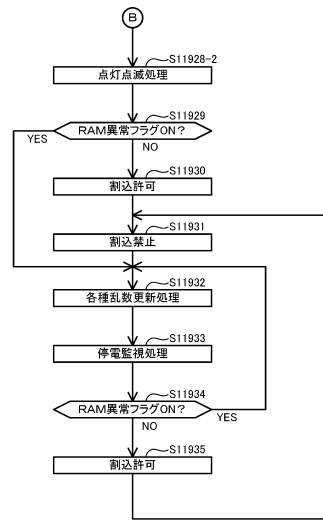 B
S11928-2
点灯点滅処理
S11929
RAM異常フラグON？
YES
NO
S11930
割込許可
S11931
割込禁止
S11932
各種乱数更新処理
S11933
停電監視処理
S11934
RAM異常フラグON？
YES
NO
S11935
割込許可